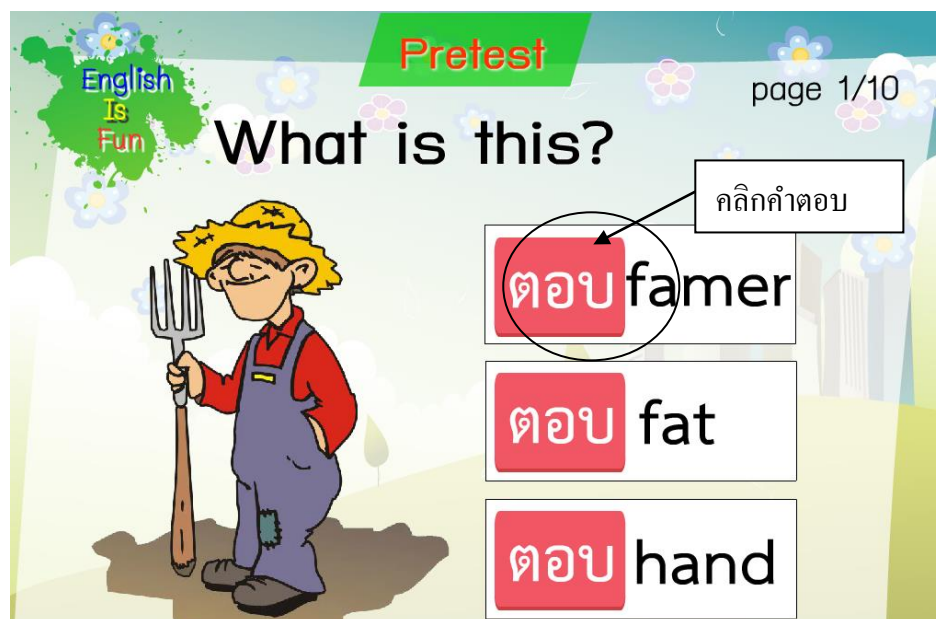 Pretest
English
Is
Fun
page 1/10
What is this?
คลิกคำตอบ
ตอบ famer
ตอบ fat
ตอบ hand